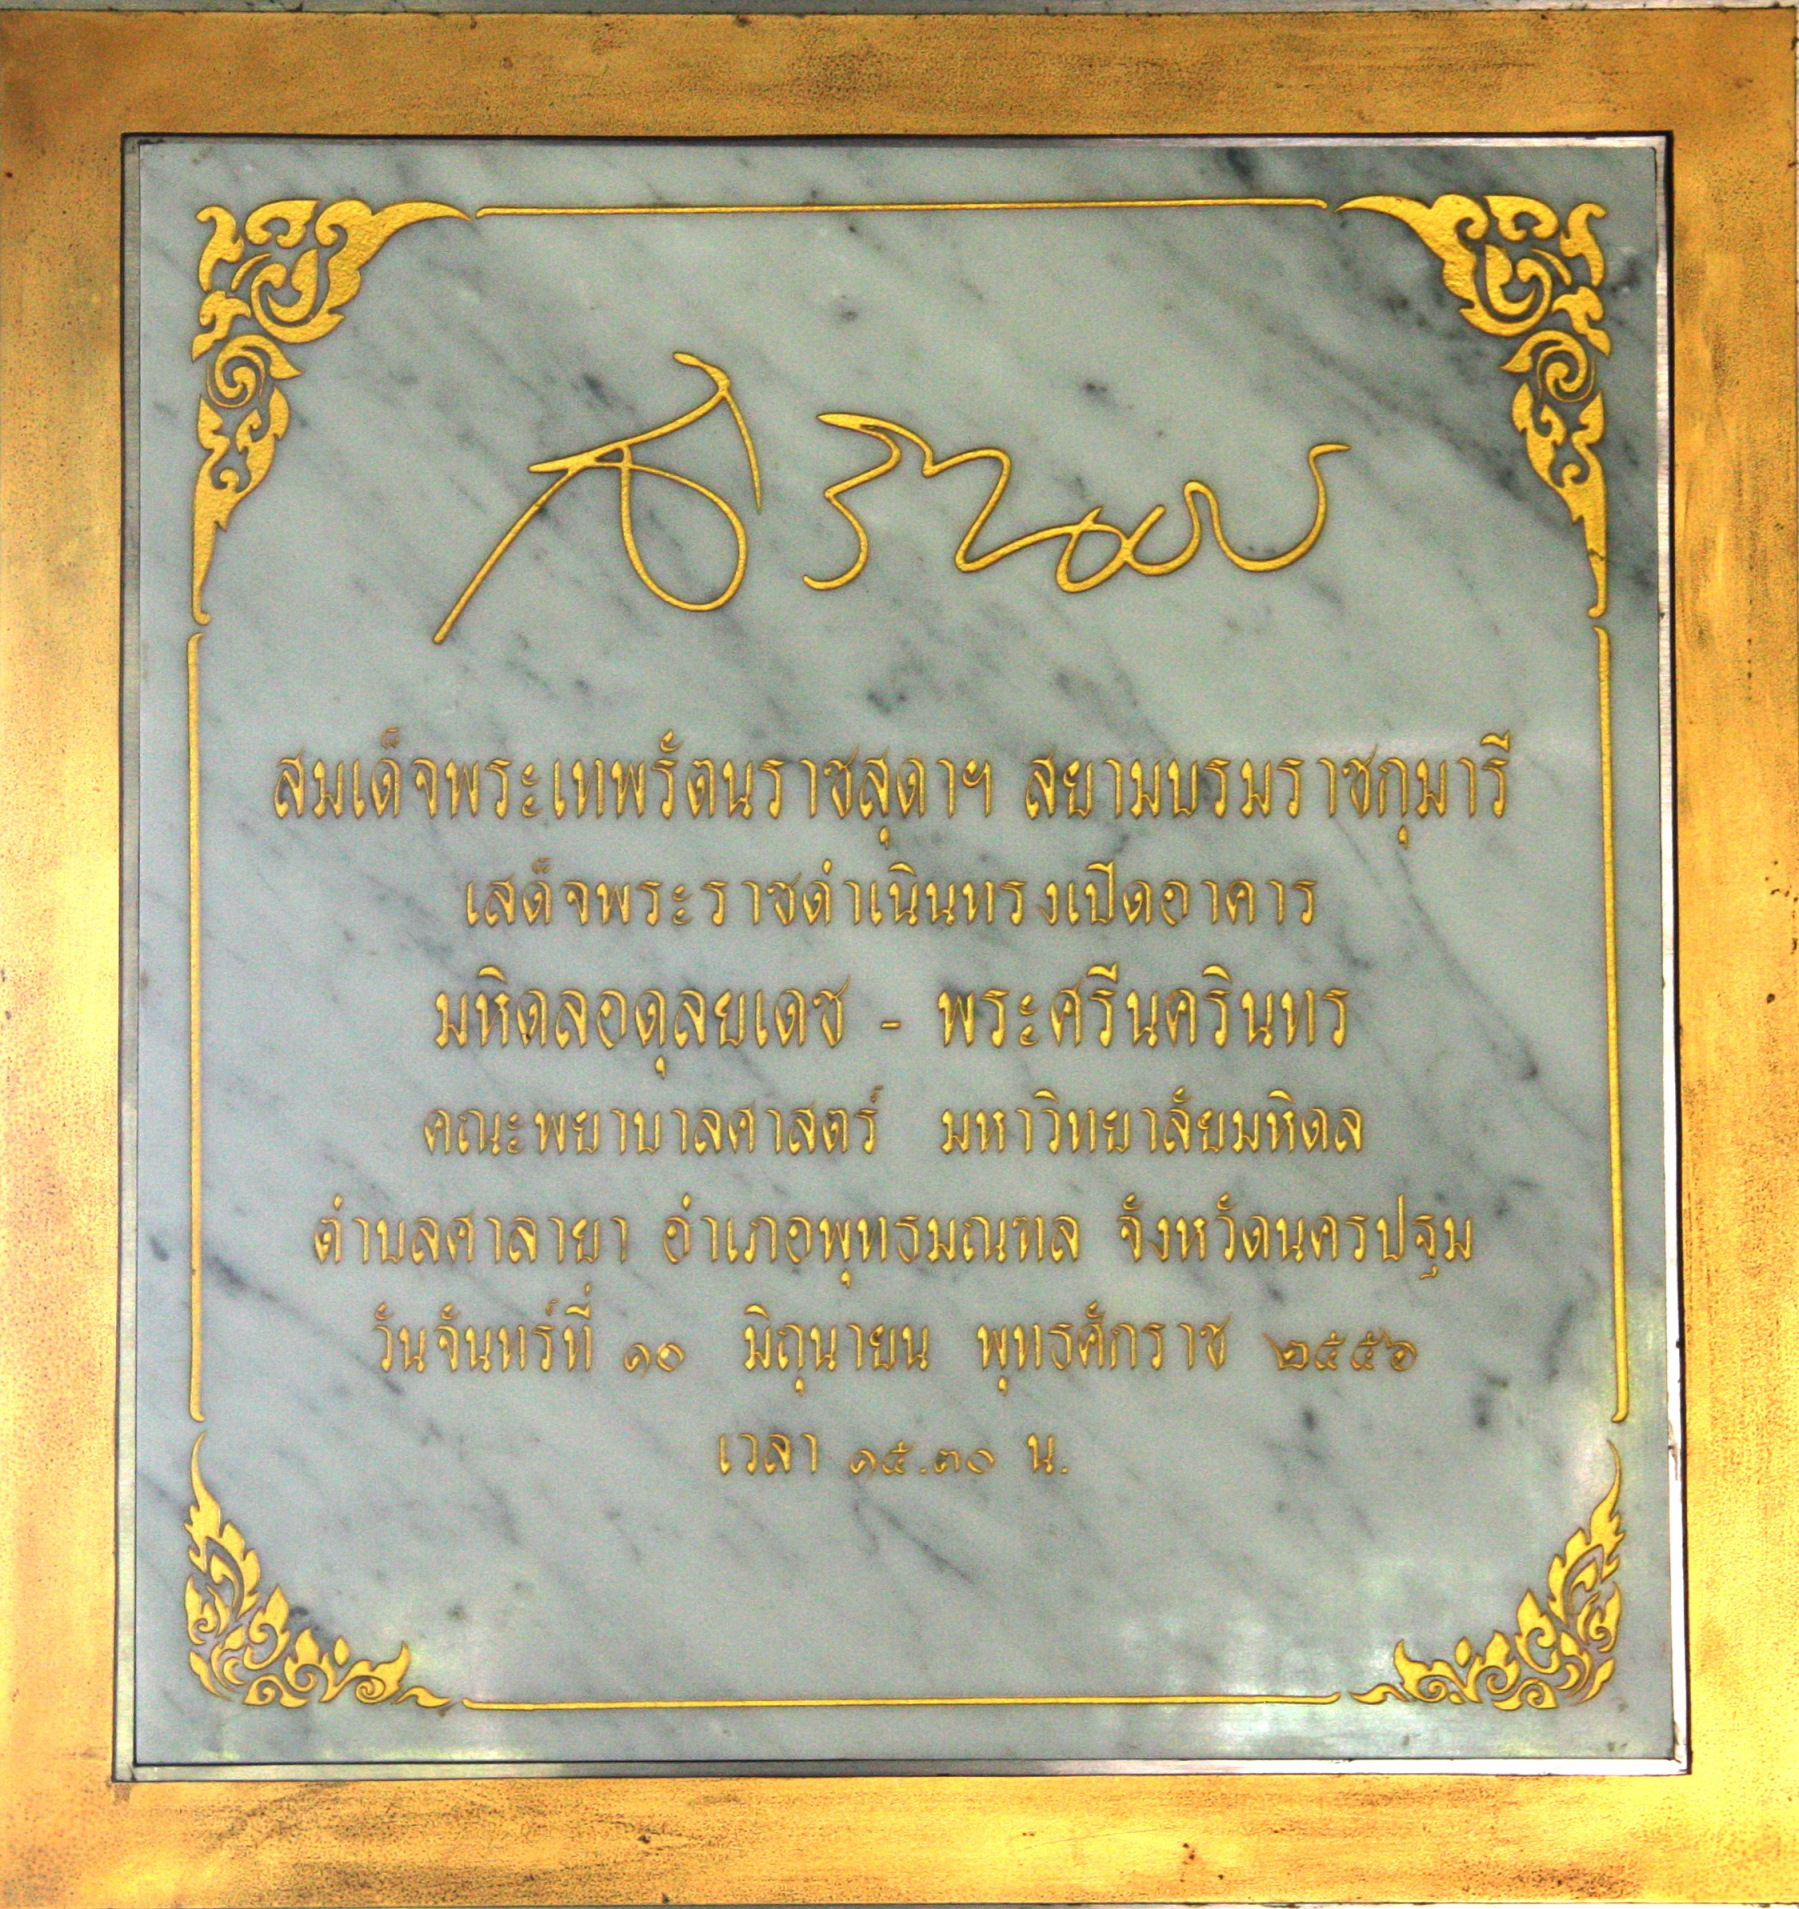 สิรินธร
สมเด็จพระเทพรัตนราชสุดาฯ สยามบรมราชกุมารี
เสด็จพระราชดำเนินทรงเปิดอาคาร
มหิดลอดุลยเดช - พระศรีนครินทร
คณะพยาบาลศาสตร์ มหาวิทยาลัยมหิดล
ตำบลศาลายา อำเภอพุทธมณฑล จังหวัดนครปฐม
วันจันทร์ที่ ๑๐ มิถุนายน พุทธศักราช ๒๕๕๖
เวลา ๑๕.๓๐ น.